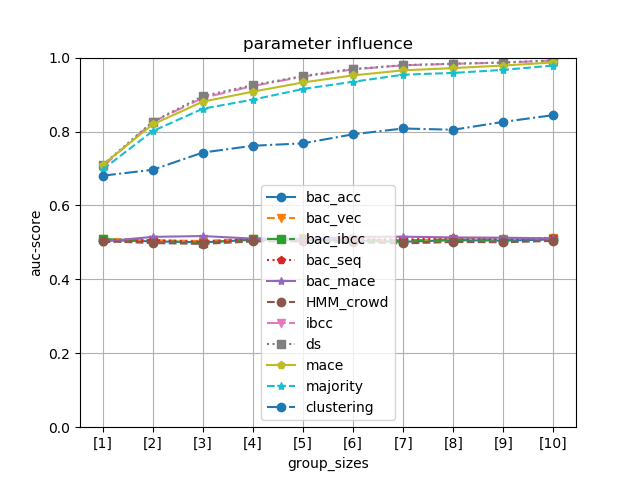 parameter influence
auc-score
1.0
0.8
0.6
0.4
0.2
0.0
bac_acc
bac_vec
bac_ibcc
bac_seq
bac_mace
HMM_crowd
ibcc
ds
mace
majority
clustering
[1] [2] [3] [4] [5] [6] [7] [8] [9] [10]
group_sizes